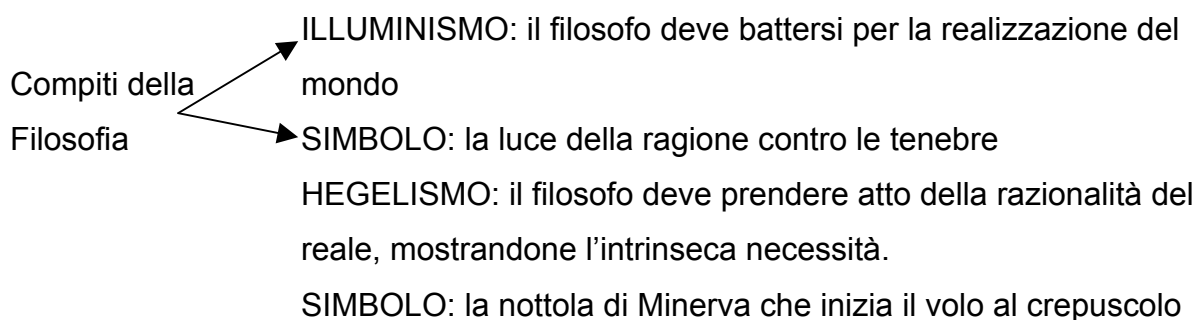 ILLUMINISMO: il filosofo deve battersi per la realizzazione del
Compiti della mondo
Filosofia SIMBOLO: la luce della ragione contro le tenebre
HEGELISMO: il filosofo deve prendere atto della razionalità del
reale, mostrandone l’intrinseca necessità.
SIMBOLO: la nottola di Minerva che inizia il volo al crepuscolo